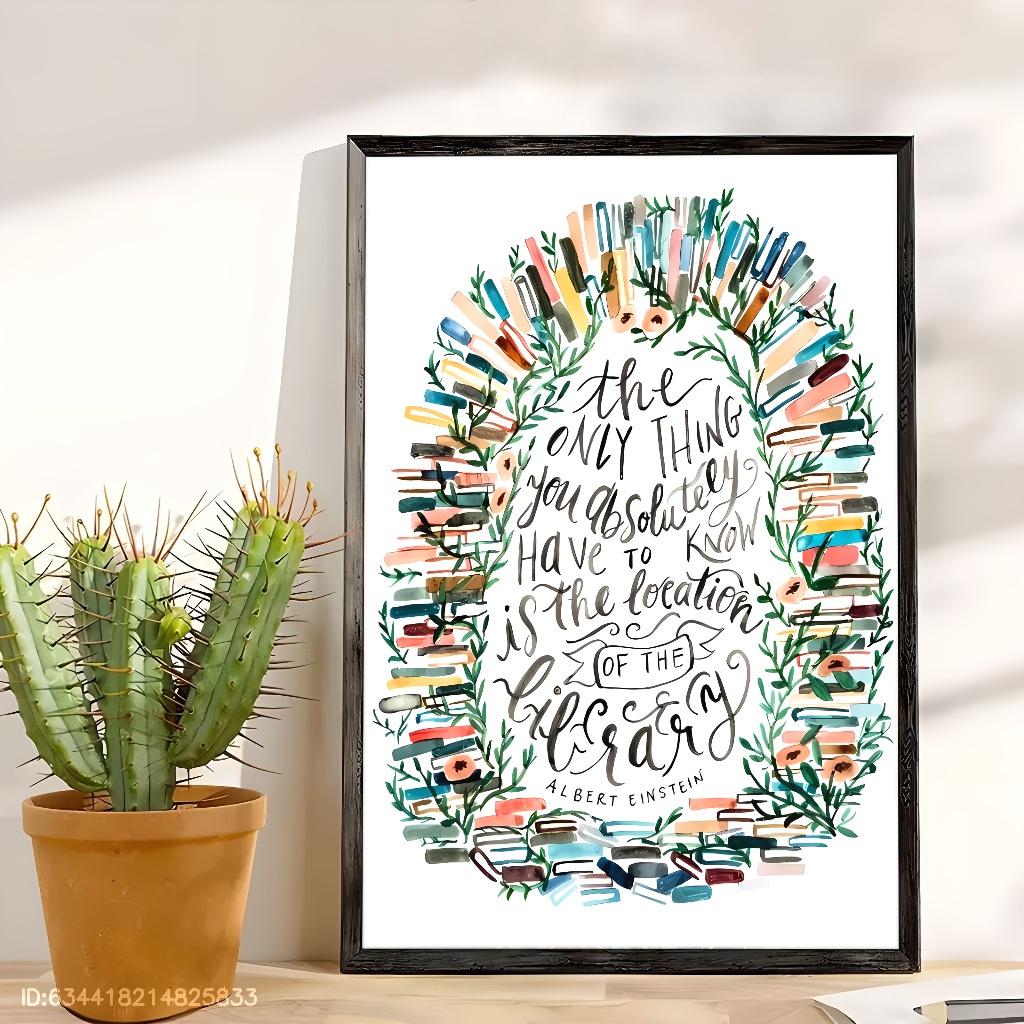 the
ONLY THING
you absolutely
HAVE TO KNOW
is the location
OF THE
library
ALBERT EINSTEIN
ID:634418214825833